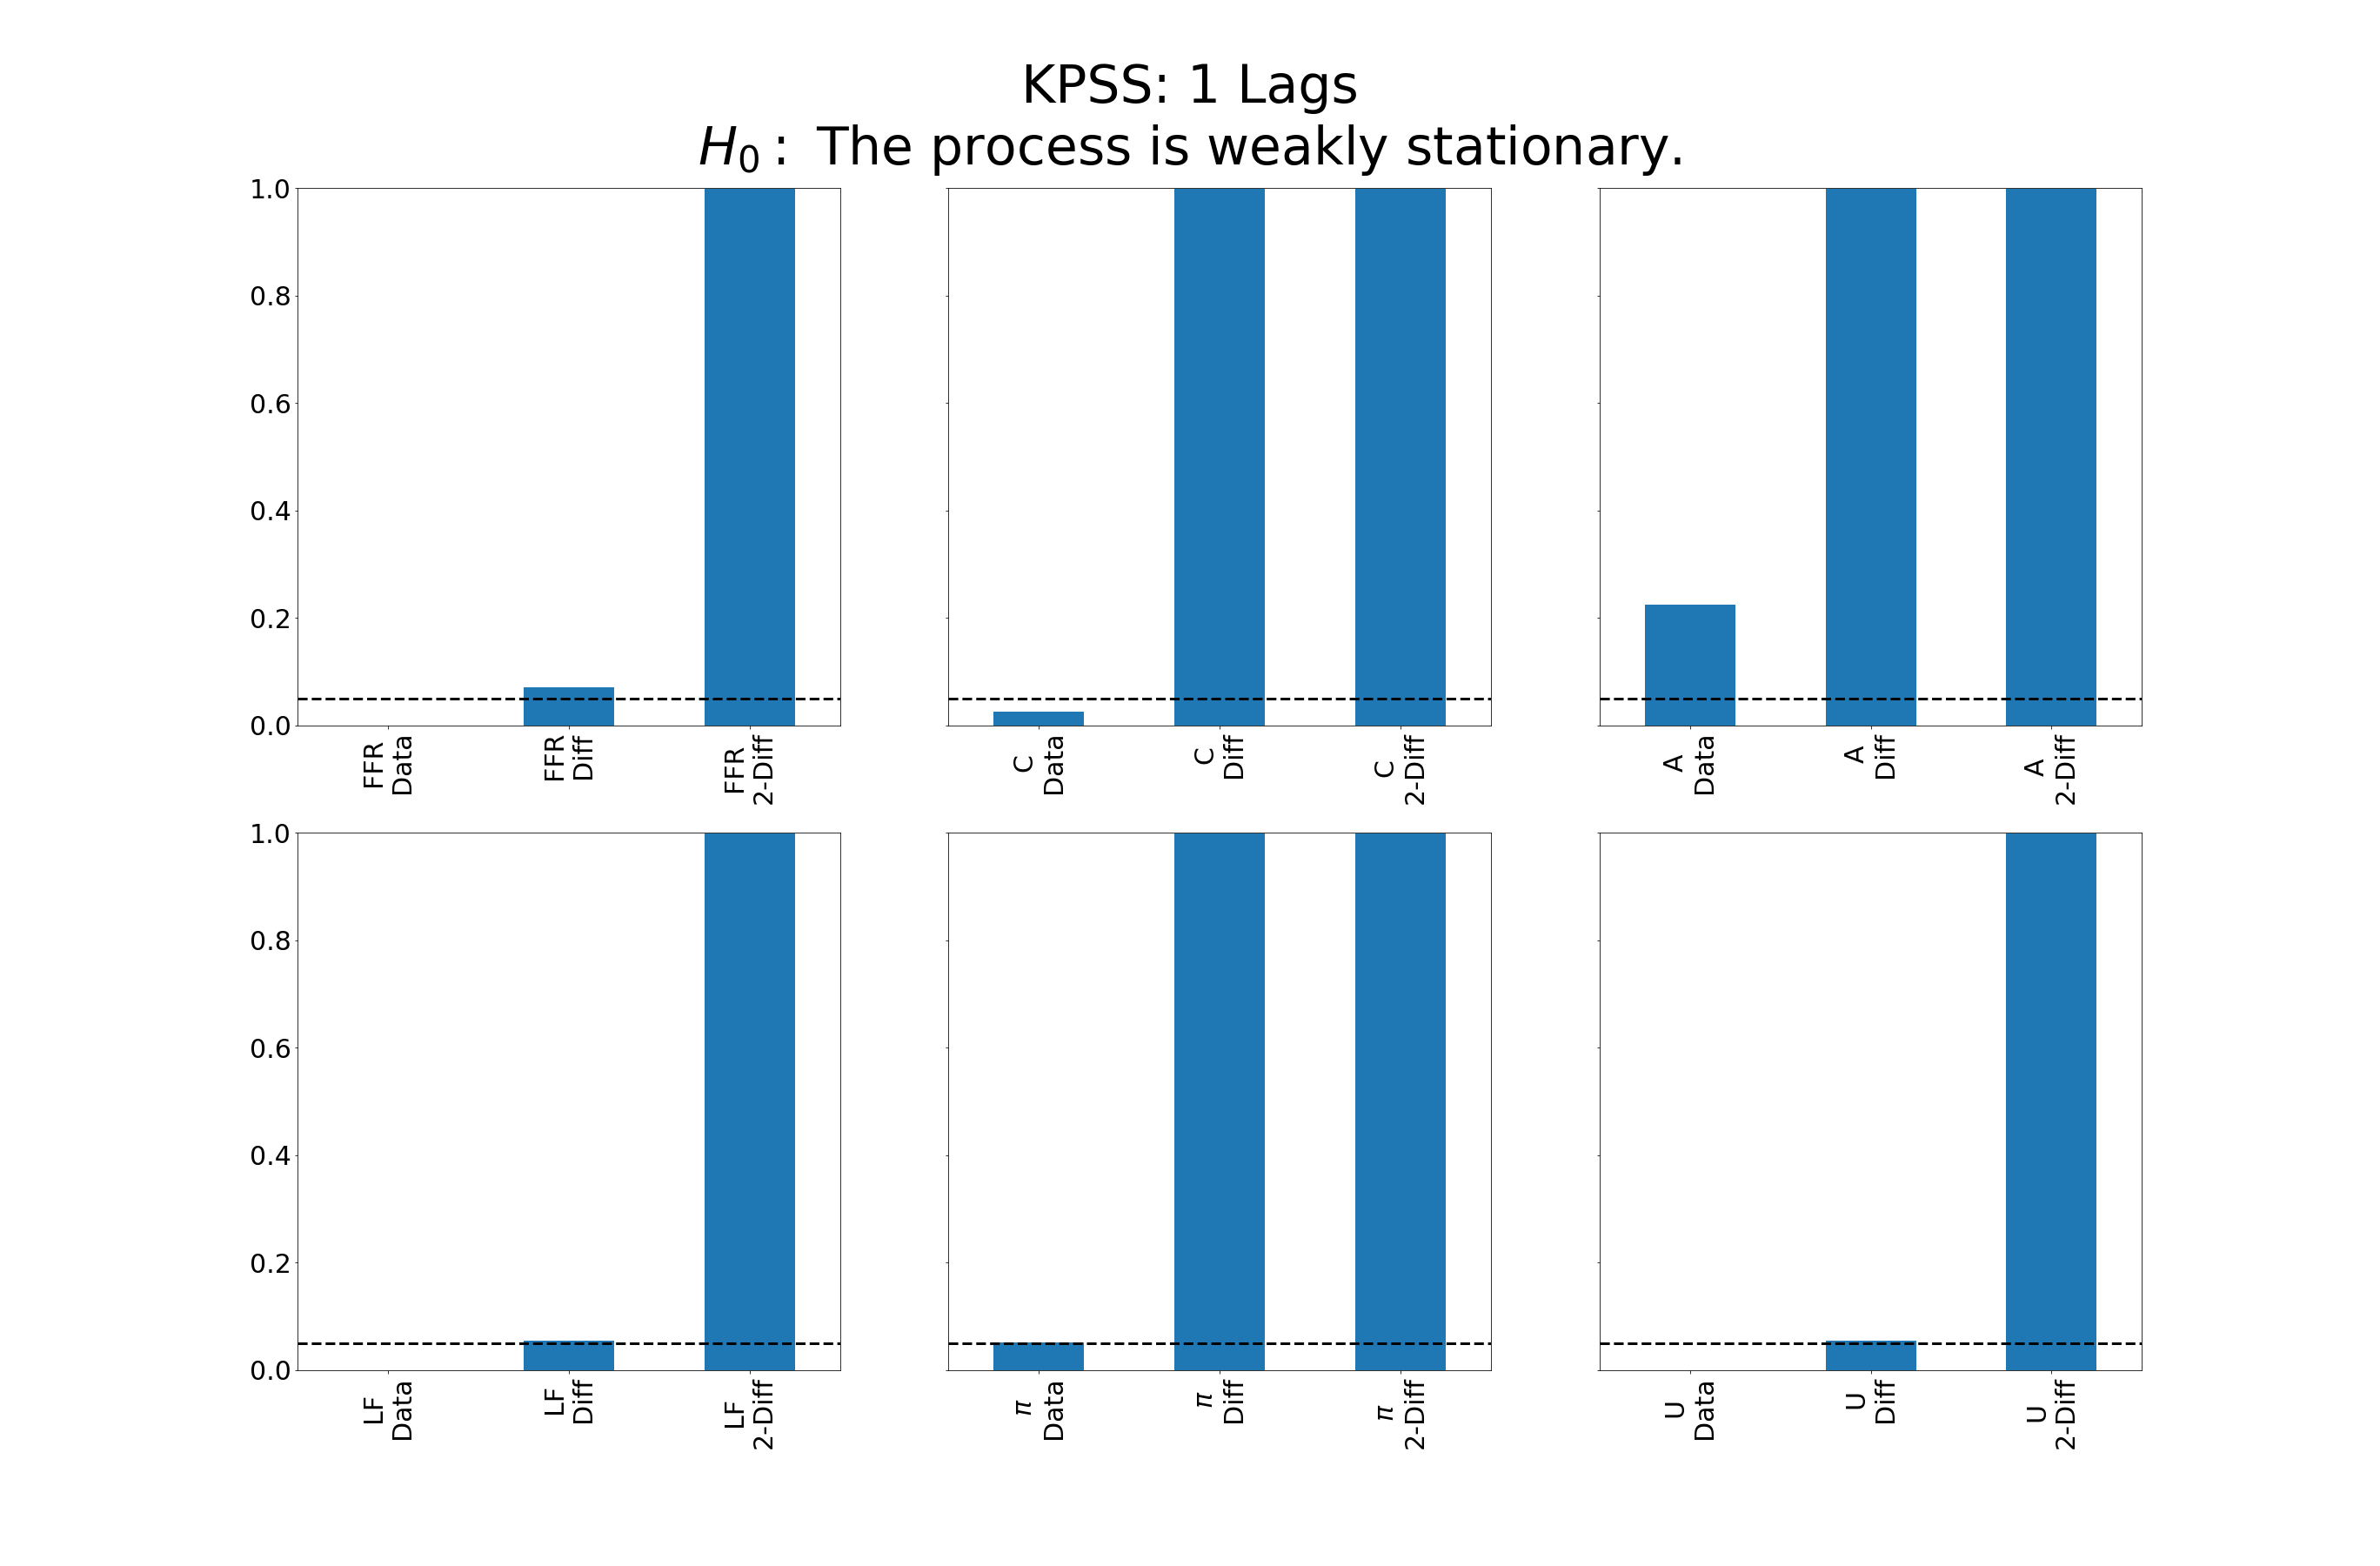 KPSS: 1 Lags
H₀ : The process is weakly stationary.
1.0
0.8
0.6
0.4
0.2
0.0
FFR
Data
FFR
Diff
FFR
2-Diff
C
Data
C
Diff
C
2-Diff
A
Data
A
Diff
A
2-Diff
1.0
0.8
0.6
0.4
0.2
0.0
LF
Data
LF
Diff
LF
2-Diff
π
Data
π
Diff
π
2-Diff
U
Data
U
Diff
U
2-Diff